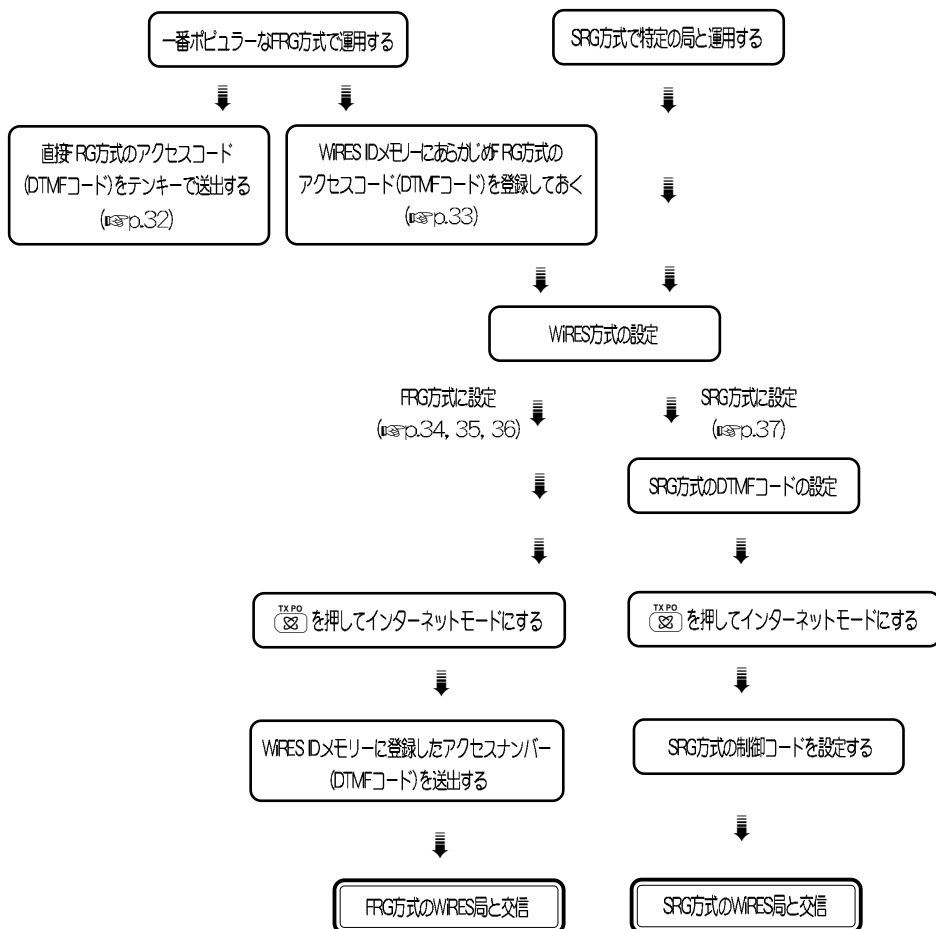 一番ポピュラーなFRG方式で運用する
SRG方式で特定の局と運用する
直接FRG方式のアクセスコード
(DTMFコード)をテンキーで送出する
(☞p.32)
WiRES IDメモリーにあらかじめFRG方式の
アクセスコード(DTMFコード)を登録しておく
(☞p.33)
WiRES方式の設定
FRG方式に設定
(☞p.34, 35, 36)
SRG方式に設定
(☞p.37)
SRG方式のDTMFコードの設定
TX PO
を押してインターネットモードにする
TX PO
を押してインターネットモードにする
WiRES IDメモリーに登録したアクセスナンバー
(DTMFコード)を送出する
SRG方式の制御コードを設定する
FRG方式のWiRES局と交信
SRG方式のWiRES局と交信